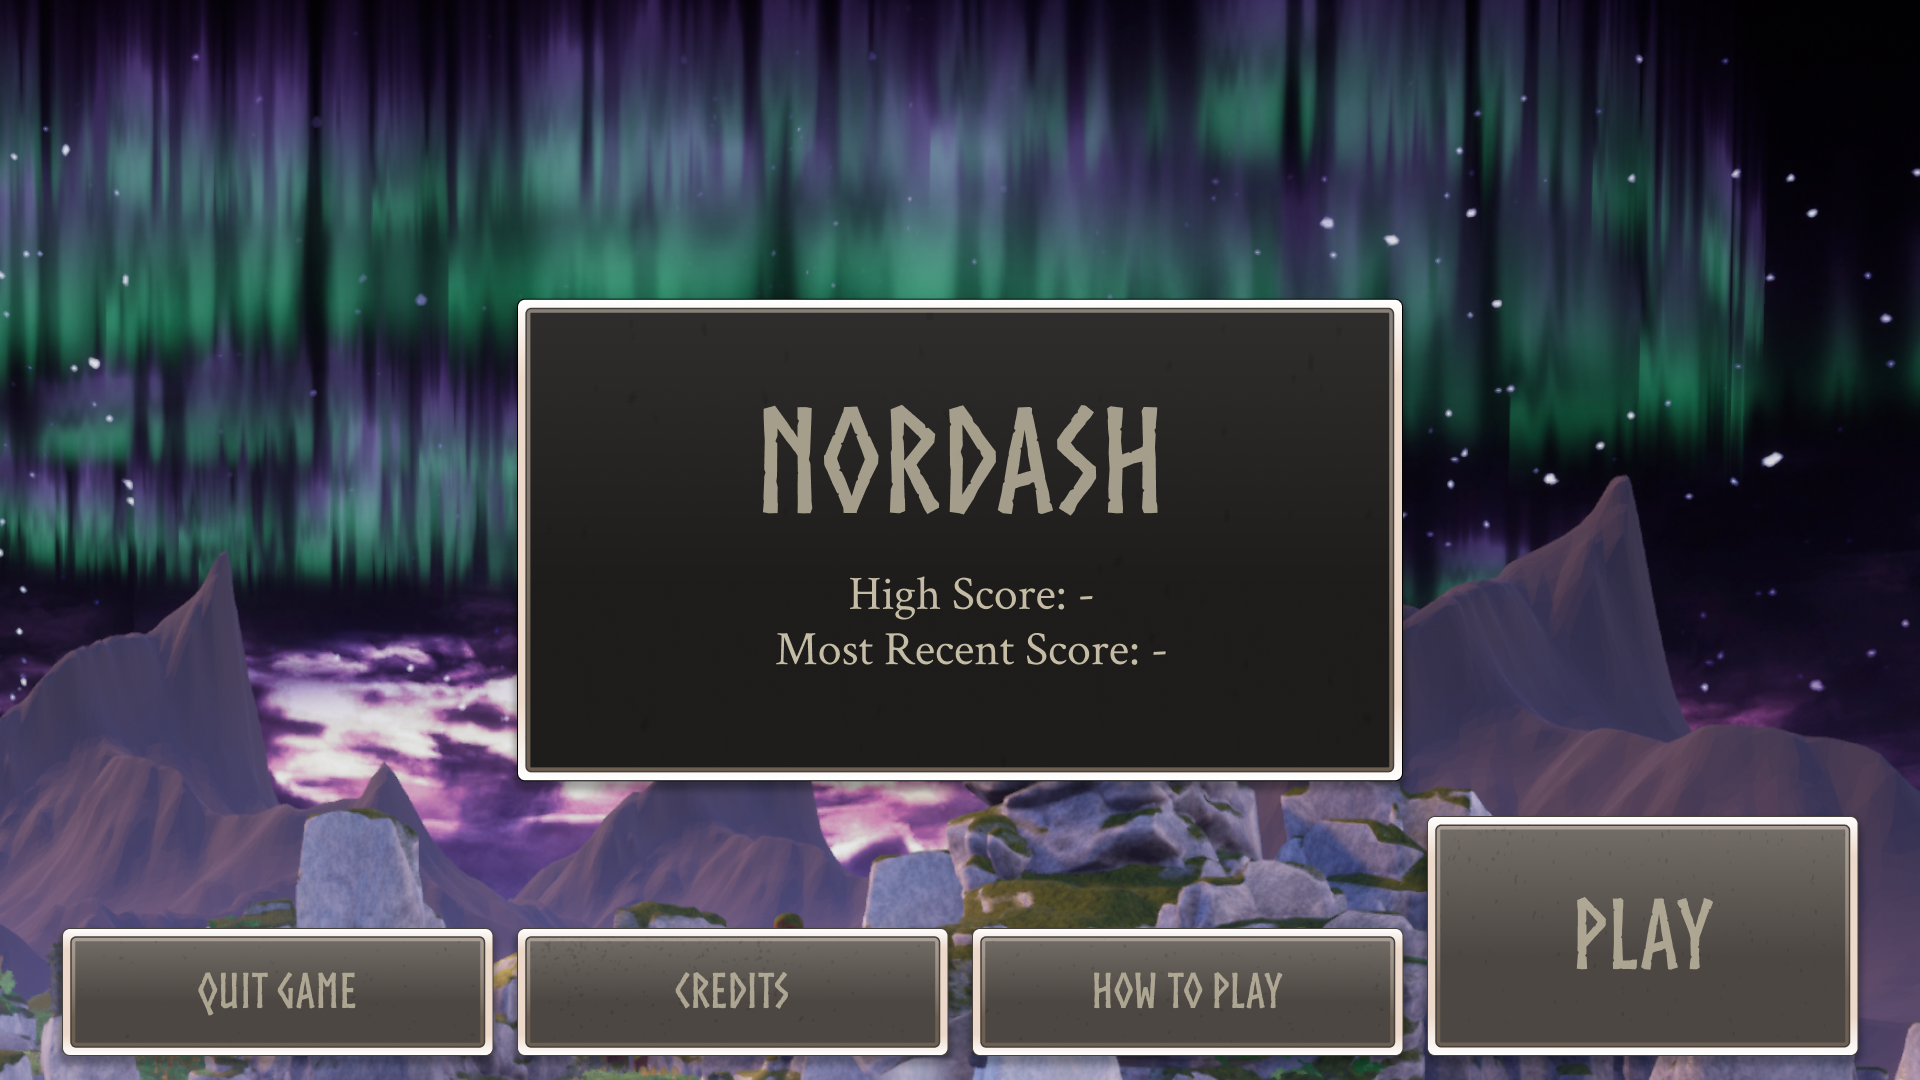 NORDASH
High Score: -
Most Recent Score: -
QUIT GAME
CREDITS
HOW TO PLAY
PLAY